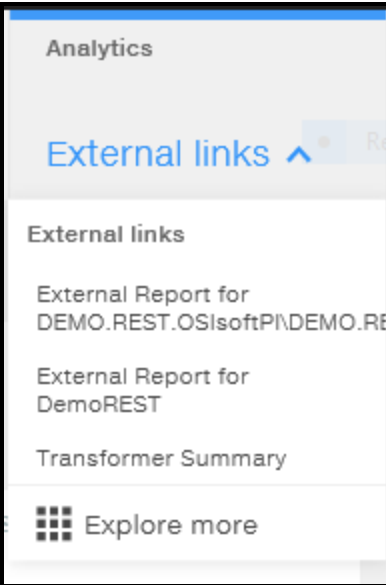 Analytics
External links
External links
External Report for
DEMO.REST.OSIsoftPI\DEMO.RE
External Report for
DemoREST
Transformer Summary
Explore more